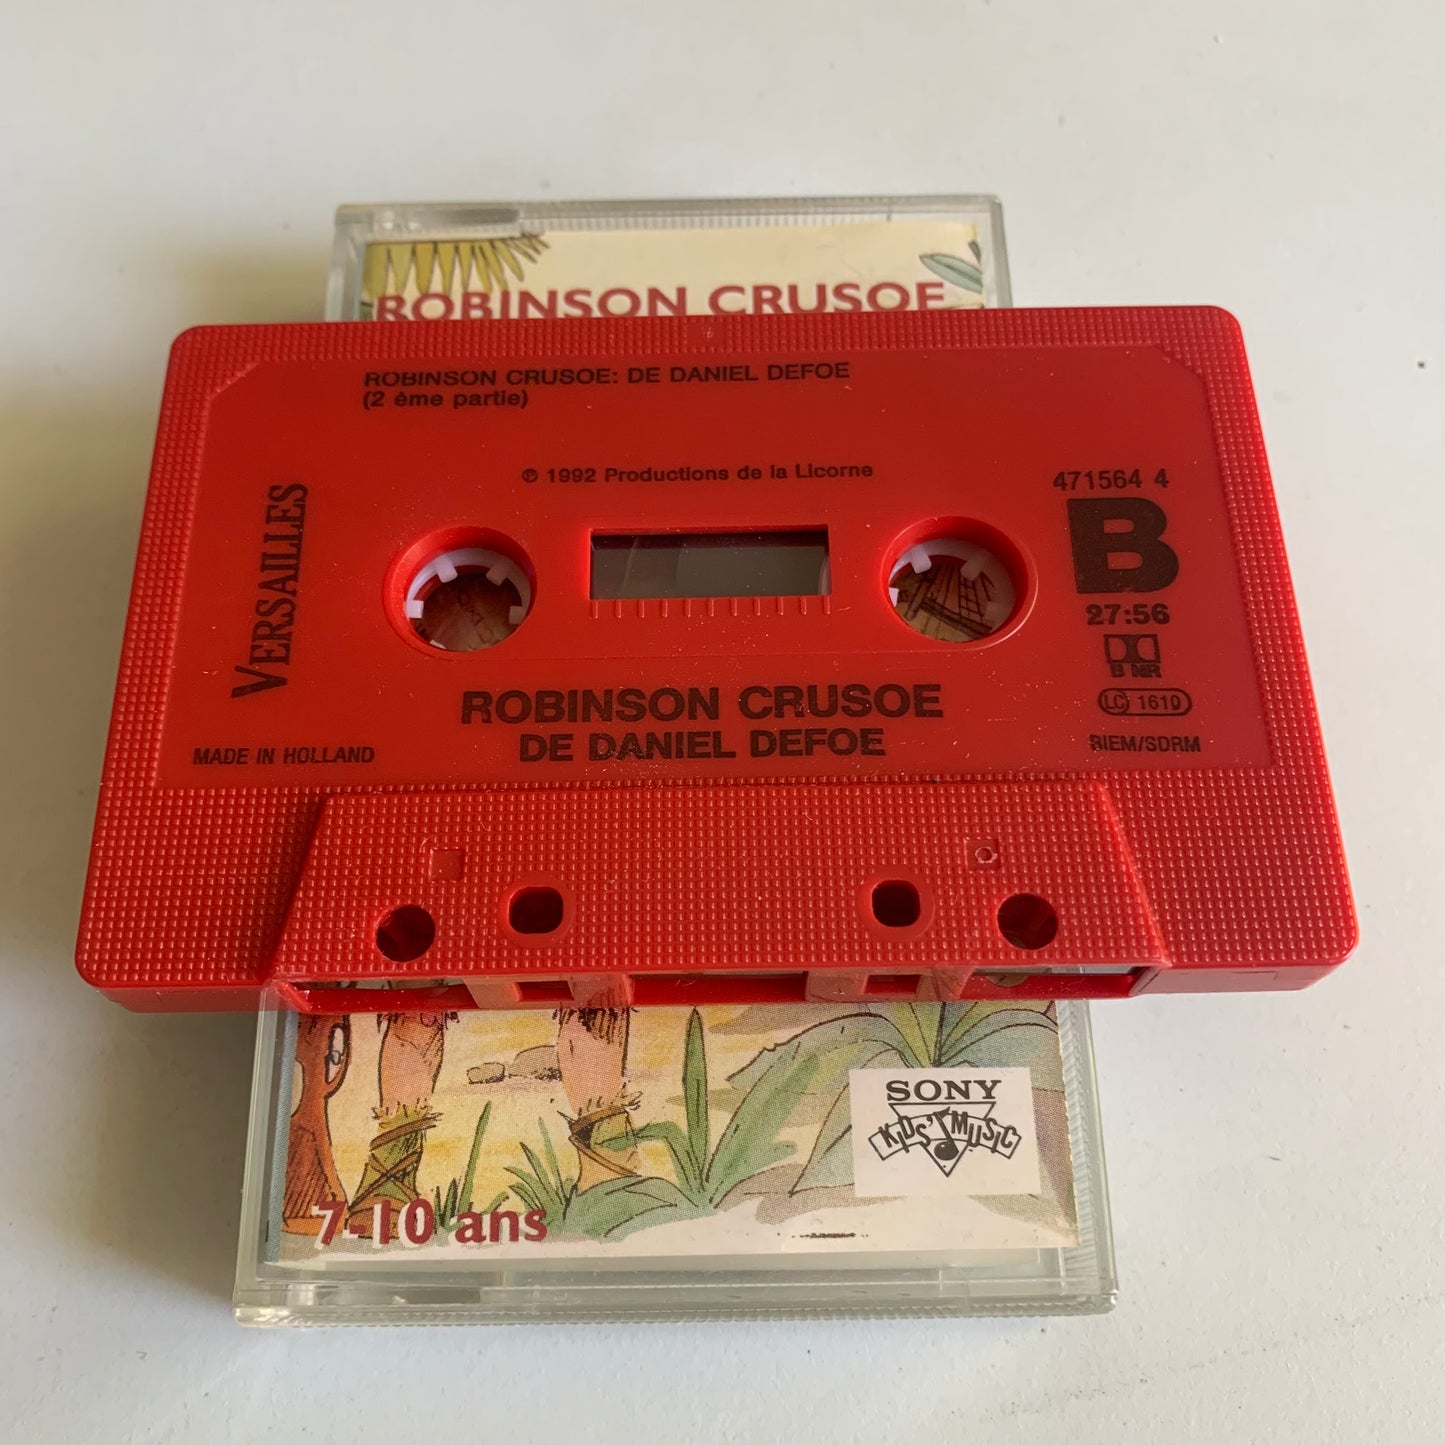 ROBINSON CRUSOE
ROBINSON CRUSOE: DE DANIEL DEFOE
(2 ème partie)
℗ 1992 Productions de la Licorne
471564 4
B
27:56
B NR
LC 1610
BIEM/SDRM
VERSAILLES
MADE IN HOLLAND
ROBINSON CRUSOE
DE DANIEL DEFOE
SONY
KIDS' MUSIC
7-10 ans